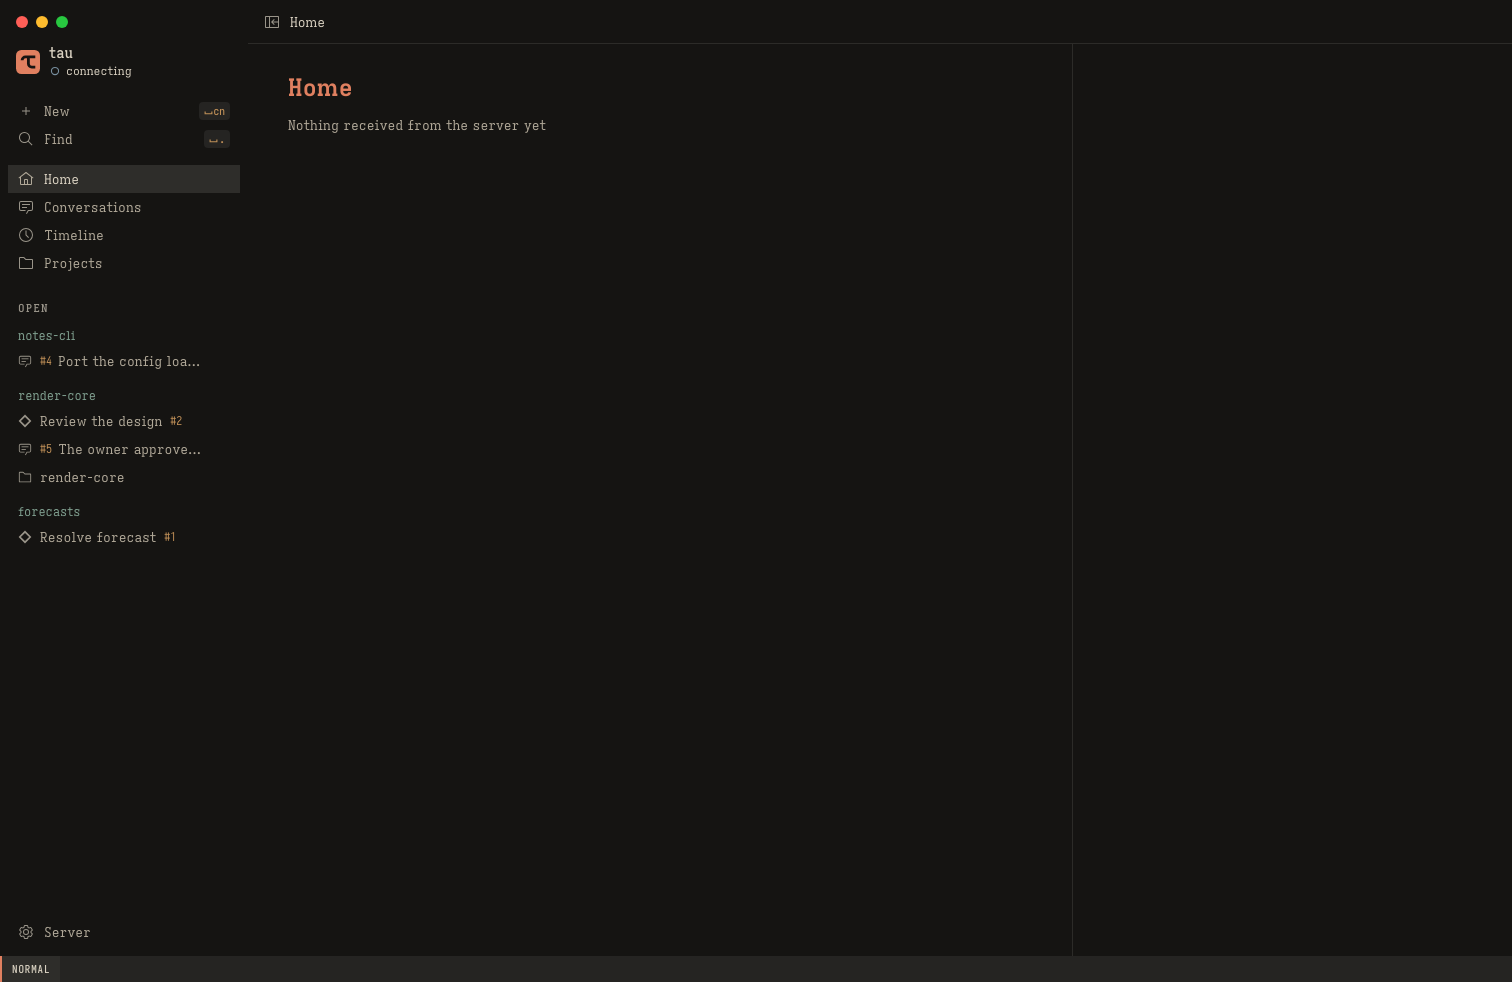 tau
connecting
New ⎵cn
Find ⎵.
Home
Conversations
Timeline
Projects
OPEN
notes-cli
#4 Port the config loa...
render-core
Review the design #2
#5 The owner approve...
render-core
forecasts
Resolve forecast #1
Server
NORMAL
Home
Home
Nothing received from the server yet